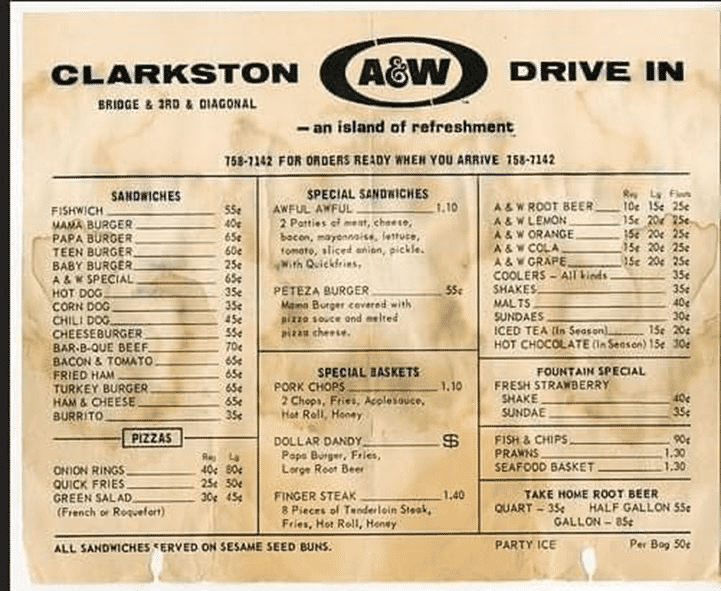 CLARKSTON A&W DRIVE IN
BRIDGE & 3RD & DIAGONAL
— an island of refreshment
758-7142 FOR ORDERS READY WHEN YOU ARRIVE 758-7142
SANDWICHES
FISHWICH 55¢
MAMA BURGER 40¢
PAPA BURGER 65¢
TEEN BURGER 60¢
BABY BURGER 25¢
A & W SPECIAL 65¢
HOT DOG 35¢
CORN DOG 35¢
CHILI DOG 45¢
CHEESEBURGER 55¢
BAR-B-QUE BEEF 70¢
BACON & TOMATO 65¢
FRIED HAM 65¢
TURKEY BURGER 65¢
HAM & CHEESE 65¢
BURRITO 35¢
PIZZAS
Reg Lg
ONION RINGS 40¢ 80¢
QUICK FRIES 25¢ 50¢
GREEN SALAD 30¢ 45¢
(French or Roquefort)
SPECIAL SANDWICHES
AWFUL AWFUL 1.10
2 Patties of meat, cheese,
bacon, mayonnaise, lettuce,
tomato, sliced onion, pickle.
With Quickfries.
PETEZA BURGER 55¢
Mama Burger covered with
pizza sauce and melted
pizza cheese.
SPECIAL BASKETS
PORK CHOPS 1.10
2 Chops, Fries, Applesauce,
Hot Roll, Honey
DOLLAR DANDY $
Papa Burger, Fries,
Large Root Beer
FINGER STEAK 1.40
8 Pieces of Tenderloin Steak,
Fries, Hot Roll, Honey
Reg Lg Float
A & W ROOT BEER 10¢ 15¢ 25¢
A & W LEMON 15¢ 20¢ 25¢
A & W ORANGE 15¢ 20¢ 25¢
A & W COLA 15¢ 20¢ 25¢
A & W GRAPE 15¢ 20¢ 25¢
COOLERS – All kinds 35¢
SHAKES 35¢
MALTS 40¢
SUNDAES 30¢
ICED TEA (In Season) 15¢ 20¢
HOT CHOCOLATE (In Season) 15¢ 30¢
FOUNTAIN SPECIAL
FRESH STRAWBERRY
SHAKE 40¢
SUNDAE 35¢
FISH & CHIPS 90¢
PRAWNS 1.30
SEAFOOD BASKET 1.30
TAKE HOME ROOT BEER
QUART – 35¢ HALF GALLON 55¢
GALLON – 85¢
ALL SANDWICHES SERVED ON SESAME SEED BUNS.
PARTY ICE Per Bag 50¢